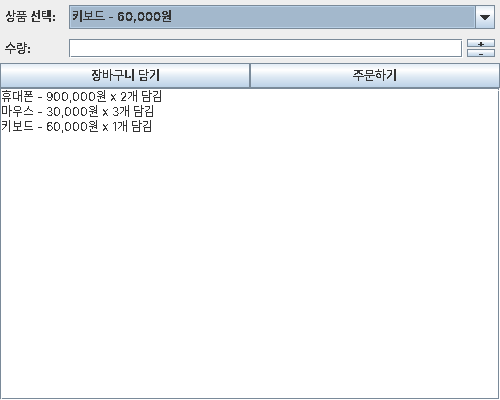 상품 선택: 키보드 - 60,000원
수량:
장바구니 담기 주문하기
휴대폰 - 900,000원 x 2개 담김
마우스 - 30,000원 x 3개 담김
키보드 - 60,000원 x 1개 담김